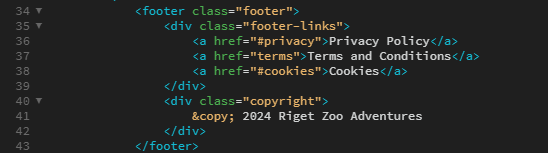 34 <footer class="footer">
35 <div class="footer-links">
36 <a href="#privacy">Privacy Policy</a>
37 <a href="terms">Terms and Conditions</a>
38 <a href="#cookies">Cookies</a>
39 </div>
40 <div class="copyright">
41 &copy; 2024 Riget Zoo Adventures
42 </div>
43 </footer>